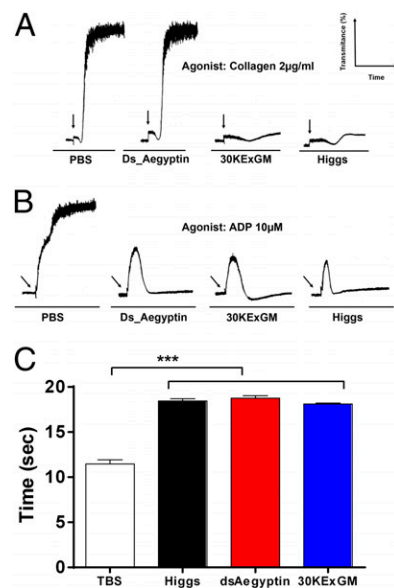 A
Transmitance (%)
Time
Agonist: Collagen 2µg/ml
PBS Ds_Aegyptin 30KExGM Higgs
B
Agonist: ADP 10µM
PBS Ds_Aegyptin 30KExGM Higgs
C
***
20
15
10
5
0
Time (sec)
TBS Higgs dsAegyptin 30KExGM